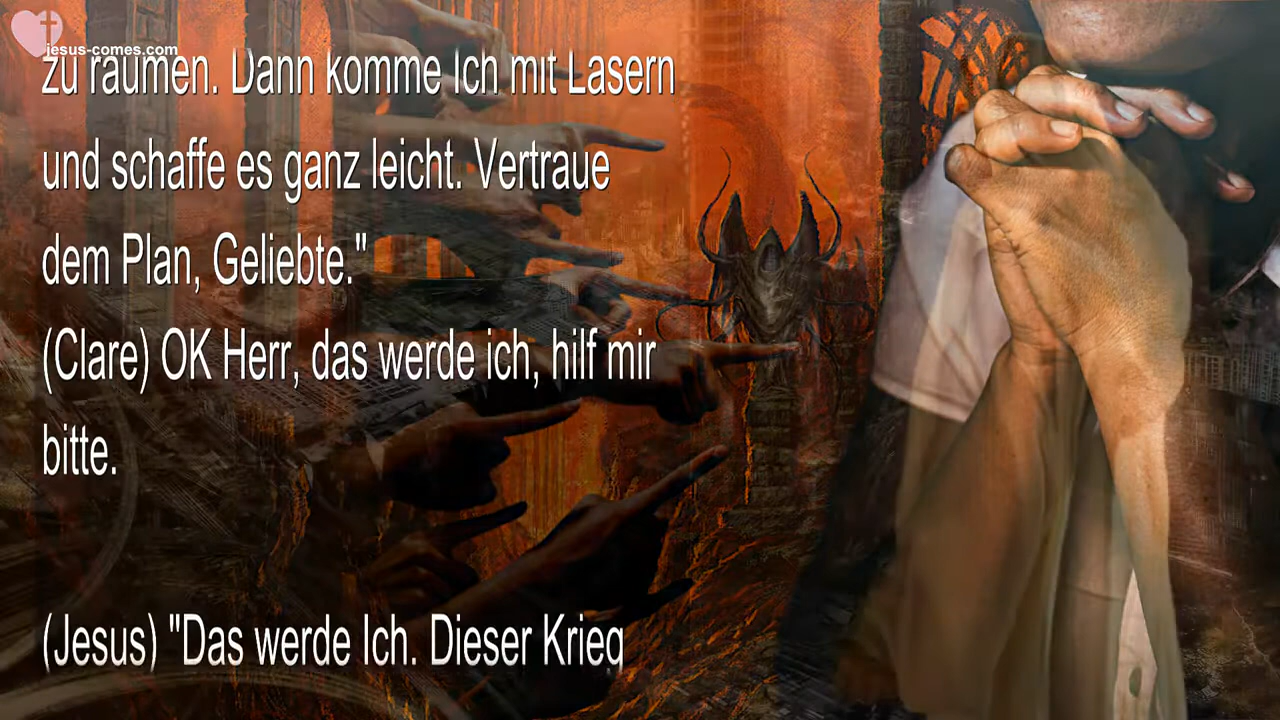 jesus-comes.com
zu räumen. Dann komme Ich mit Lasern
und schaffe es ganz leicht. Vertraue
dem Plan, Geliebte."
(Clare) OK Herr, das werde ich, hilf mir
bitte.
(Jesus) "Das werde Ich. Dieser Krieg